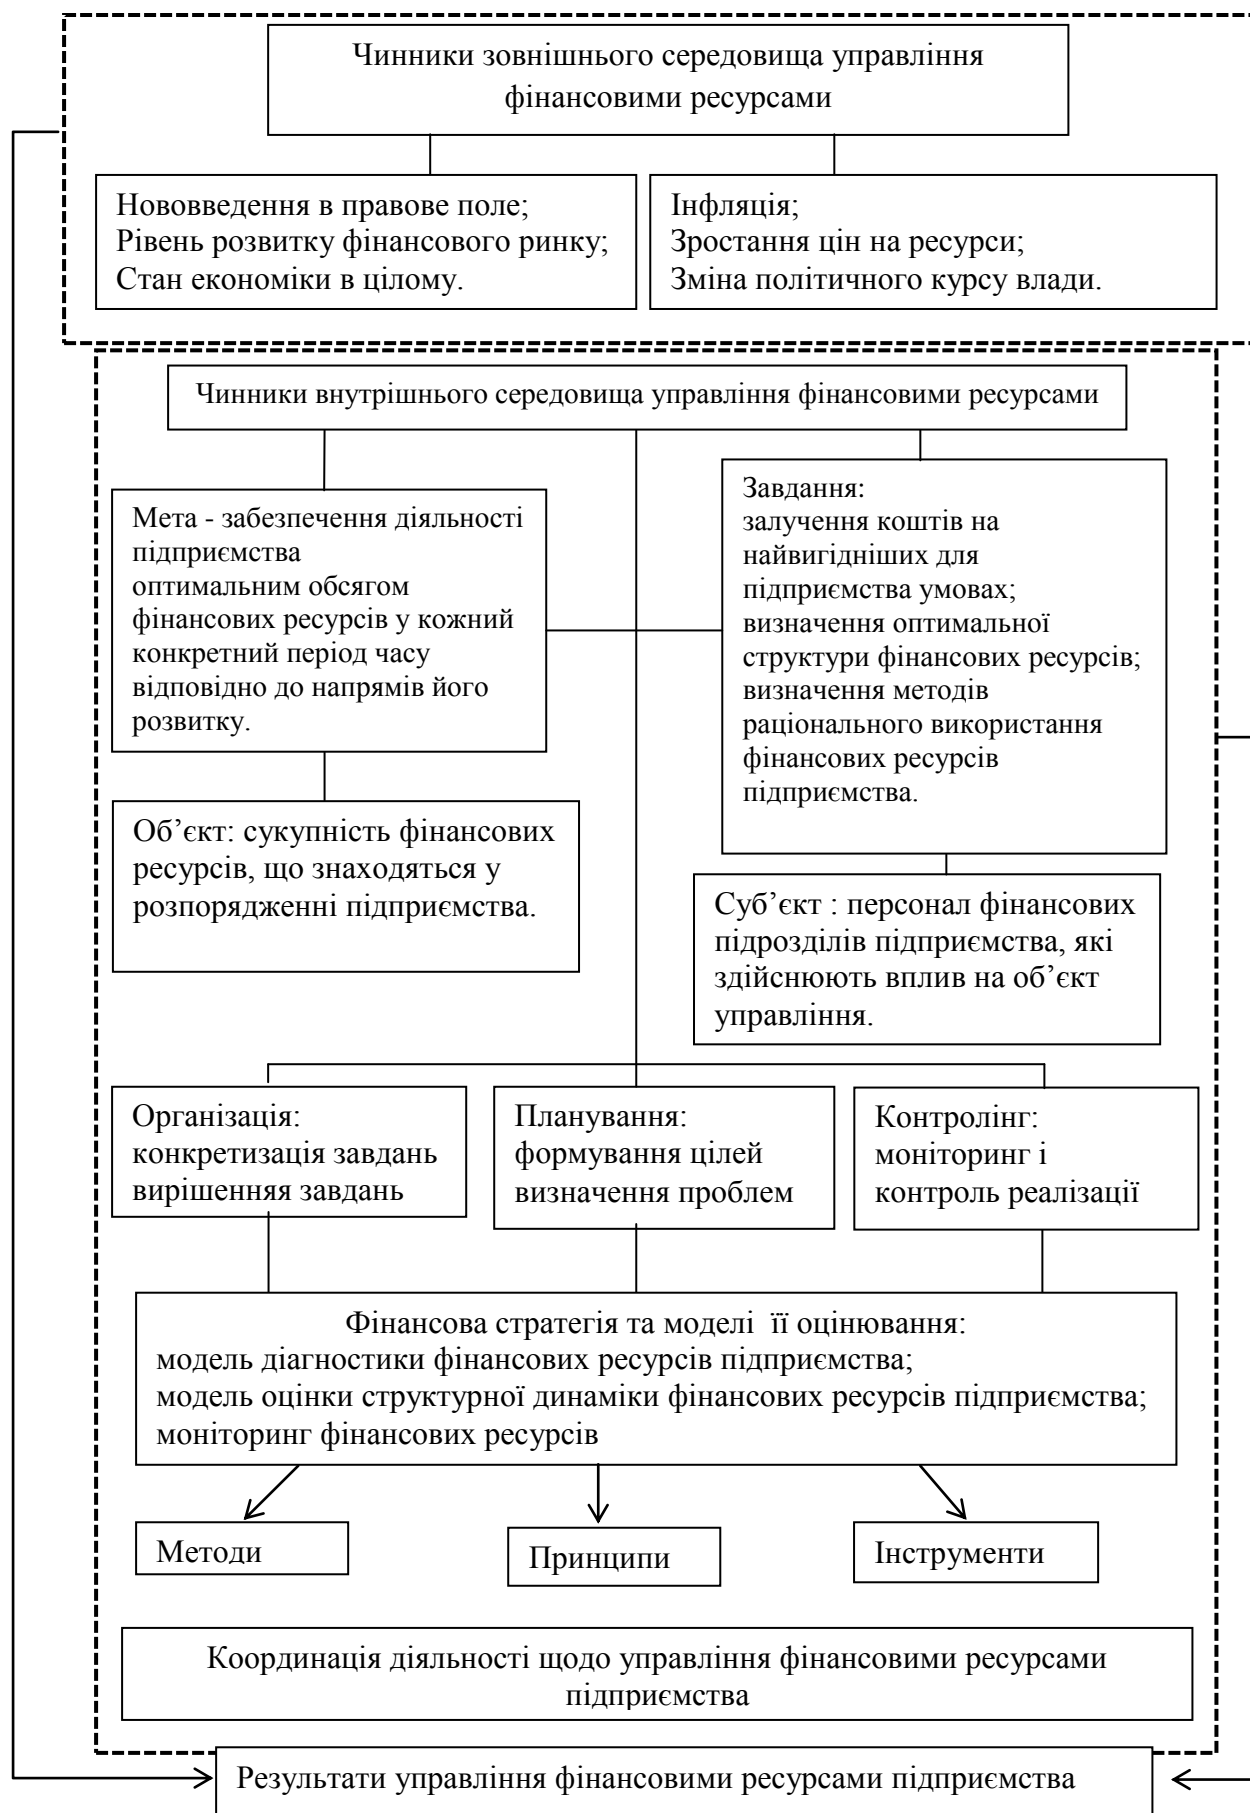 Чинники зовнішнього середовища управління
фінансовими ресурсами
Нововведення в правове поле;
Рівень розвитку фінансового ринку;
Стан економіки в цілому.
Інфляція;
Зростання цін на ресурси;
Зміна політичного курсу влади.
Чинники внутрішнього середовища управління фінансовими ресурсами
Мета - забезпечення діяльності
підприємства
оптимальним обсягом
фінансових ресурсів у кожний
конкретний період часу
відповідно до напрямів його
розвитку.
Завдання:
залучення коштів на
найвигідніших для
підприємства умовах;
визначення оптимальної
структури фінансових ресурсів;
визначення методів
раціонального використання
фінансових ресурсів
підприємства.
Об’єкт: сукупність фінансових
ресурсів, що знаходяться у
розпорядженні підприємства.
Суб’єкт : персонал фінансових
підрозділів підприємства, які
здійснюють вплив на об’єкт
управління.
Організація:
конкретизація завдань
вирішенняя завдань
Планування:
формування цілей
визначення проблем
Контролінг:
моніторинг і
контроль реалізації
Фінансова стратегія та моделі її оцінювання:
модель діагностики фінансових ресурсів підприємства;
модель оцінки структурної динаміки фінансових ресурсів підприємства;
моніторинг фінансових ресурсів
Методи
Принципи
Інструменти
Координація діяльності щодо управління фінансовими ресурсами
підприємства
Результати управління фінансовими ресурсами підприємства